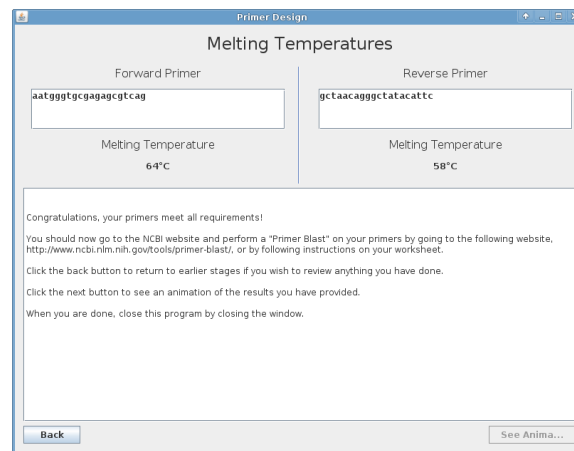 Primer Design
Melting Temperatures
Forward Primer
Reverse Primer
aatgggtgcgagagcgtcag
gctaacagggctatacattc
Melting Temperature
Melting Temperature
64°C
58°C
Congratulations, your primers meet all requirements!
You should now go to the NCBI website and perform a "Primer Blast" on your primers by going to the following website,
http://www.ncbi.nlm.nih.gov/tools/primer-blast/, or by following instructions on your worksheet.
Click the back button to return to earlier stages if you wish to review anything you have done.
Click the next button to see an animation of the results you have provided.
When you are done, close this program by closing the window.
Back
See Anima...